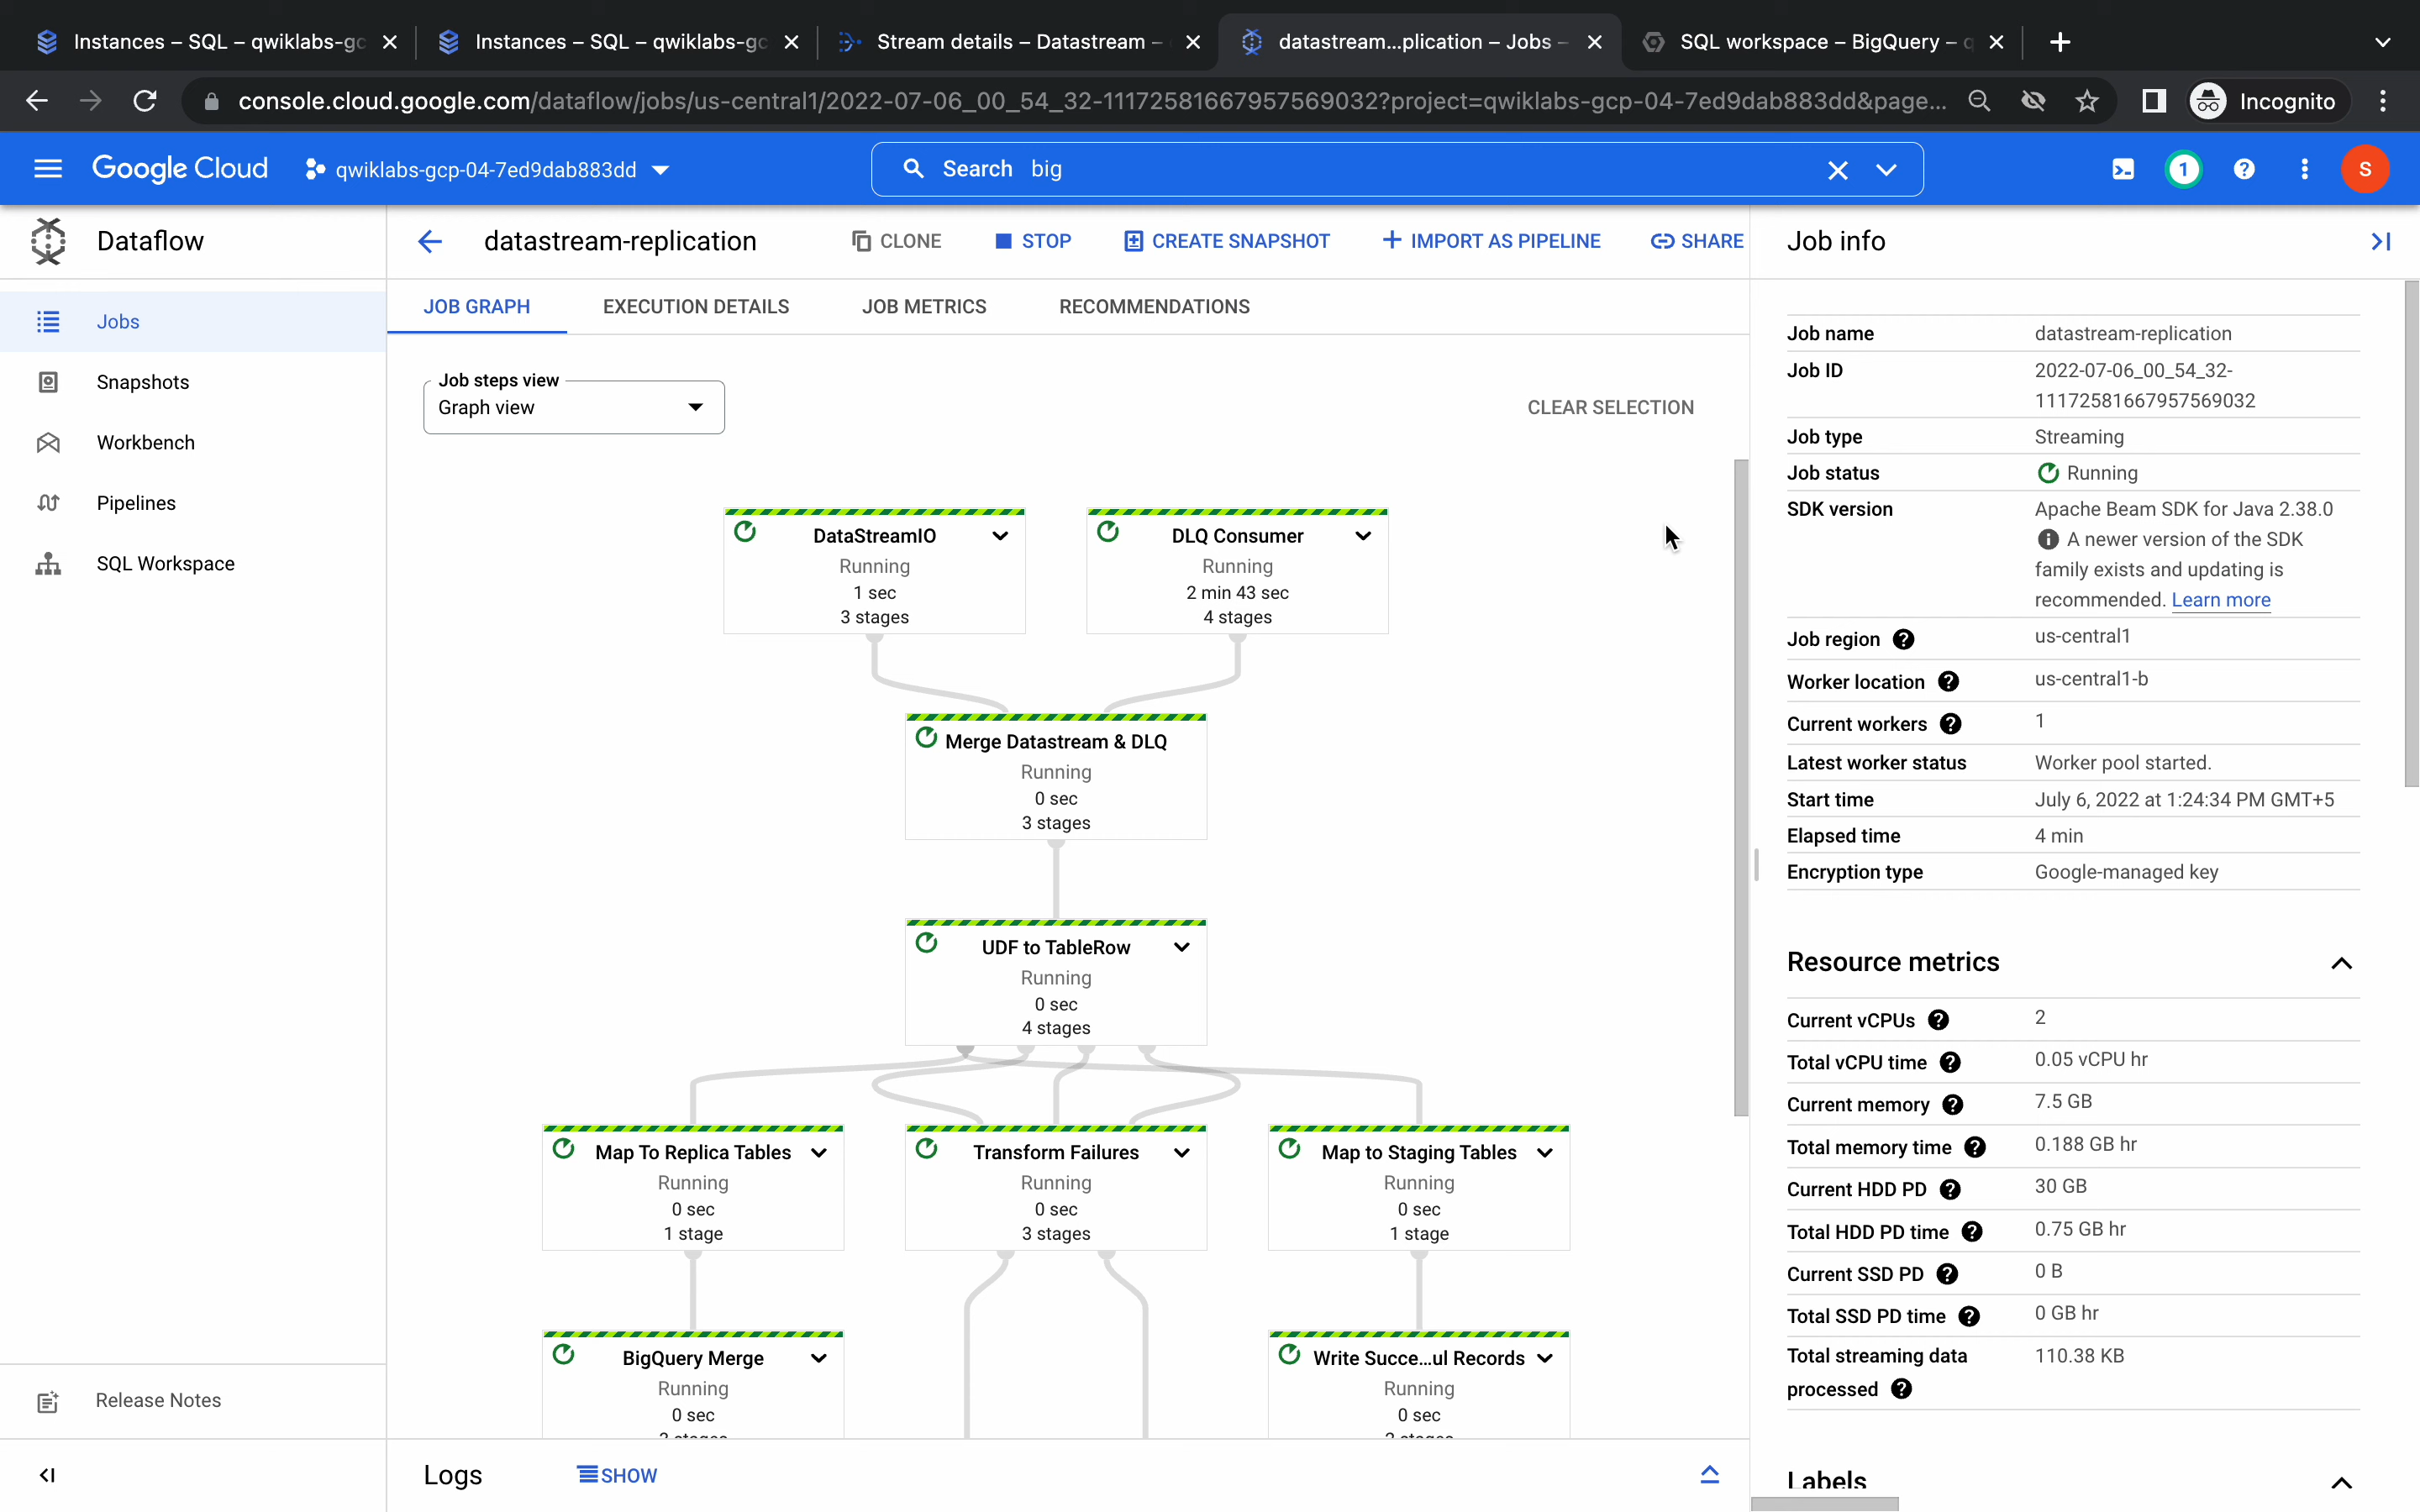 Instances – SQL – qwiklabs-gc
Instances – SQL – qwiklabs-gc
Stream details – Datastream –
datastream...plication – Jobs –
SQL workspace – BigQuery – q
console.cloud.google.com/dataflow/jobs/us-central1/2022-07-06_00_54_32-11172581667957569032?project=qwiklabs-gcp-04-7ed9dab883dd&page...
Incognito
Google Cloud
qwiklabs-gcp-04-7ed9dab883dd
Search big
1
S
Dataflow
Jobs
Snapshots
Workbench
Pipelines
SQL Workspace
Release Notes
datastream-replication
CLONE
STOP
CREATE SNAPSHOT
IMPORT AS PIPELINE
SHARE
JOB GRAPH
EXECUTION DETAILS
JOB METRICS
RECOMMENDATIONS
Job steps view
Graph view
CLEAR SELECTION
DataStreamIO
Running
1 sec
3 stages
DLQ Consumer
Running
2 min 43 sec
4 stages
Merge Datastream & DLQ
Running
0 sec
3 stages
UDF to TableRow
Running
0 sec
4 stages
Map To Replica Tables
Running
0 sec
1 stage
Transform Failures
Running
0 sec
3 stages
Map to Staging Tables
Running
0 sec
1 stage
BigQuery Merge
Running
0 sec
Write Succe...ul Records
Running
0 sec
Logs
SHOW
Job info
Job name datastream-replication
Job ID 2022-07-06_00_54_32-
11172581667957569032
Job type Streaming
Job status Running
SDK version Apache Beam SDK for Java 2.38.0
A newer version of the SDK
family exists and updating is
recommended. Learn more
Job region us-central1
Worker location us-central1-b
Current workers 1
Latest worker status Worker pool started.
Start time July 6, 2022 at 1:24:34 PM GMT+5
Elapsed time 4 min
Encryption type Google-managed key
Resource metrics
Current vCPUs 2
Total vCPU time 0.05 vCPU hr
Current memory 7.5 GB
Total memory time 0.188 GB hr
Current HDD PD 30 GB
Total HDD PD time 0.75 GB hr
Current SSD PD 0 B
Total SSD PD time 0 GB hr
Total streaming data 110.38 KB
processed
Labels